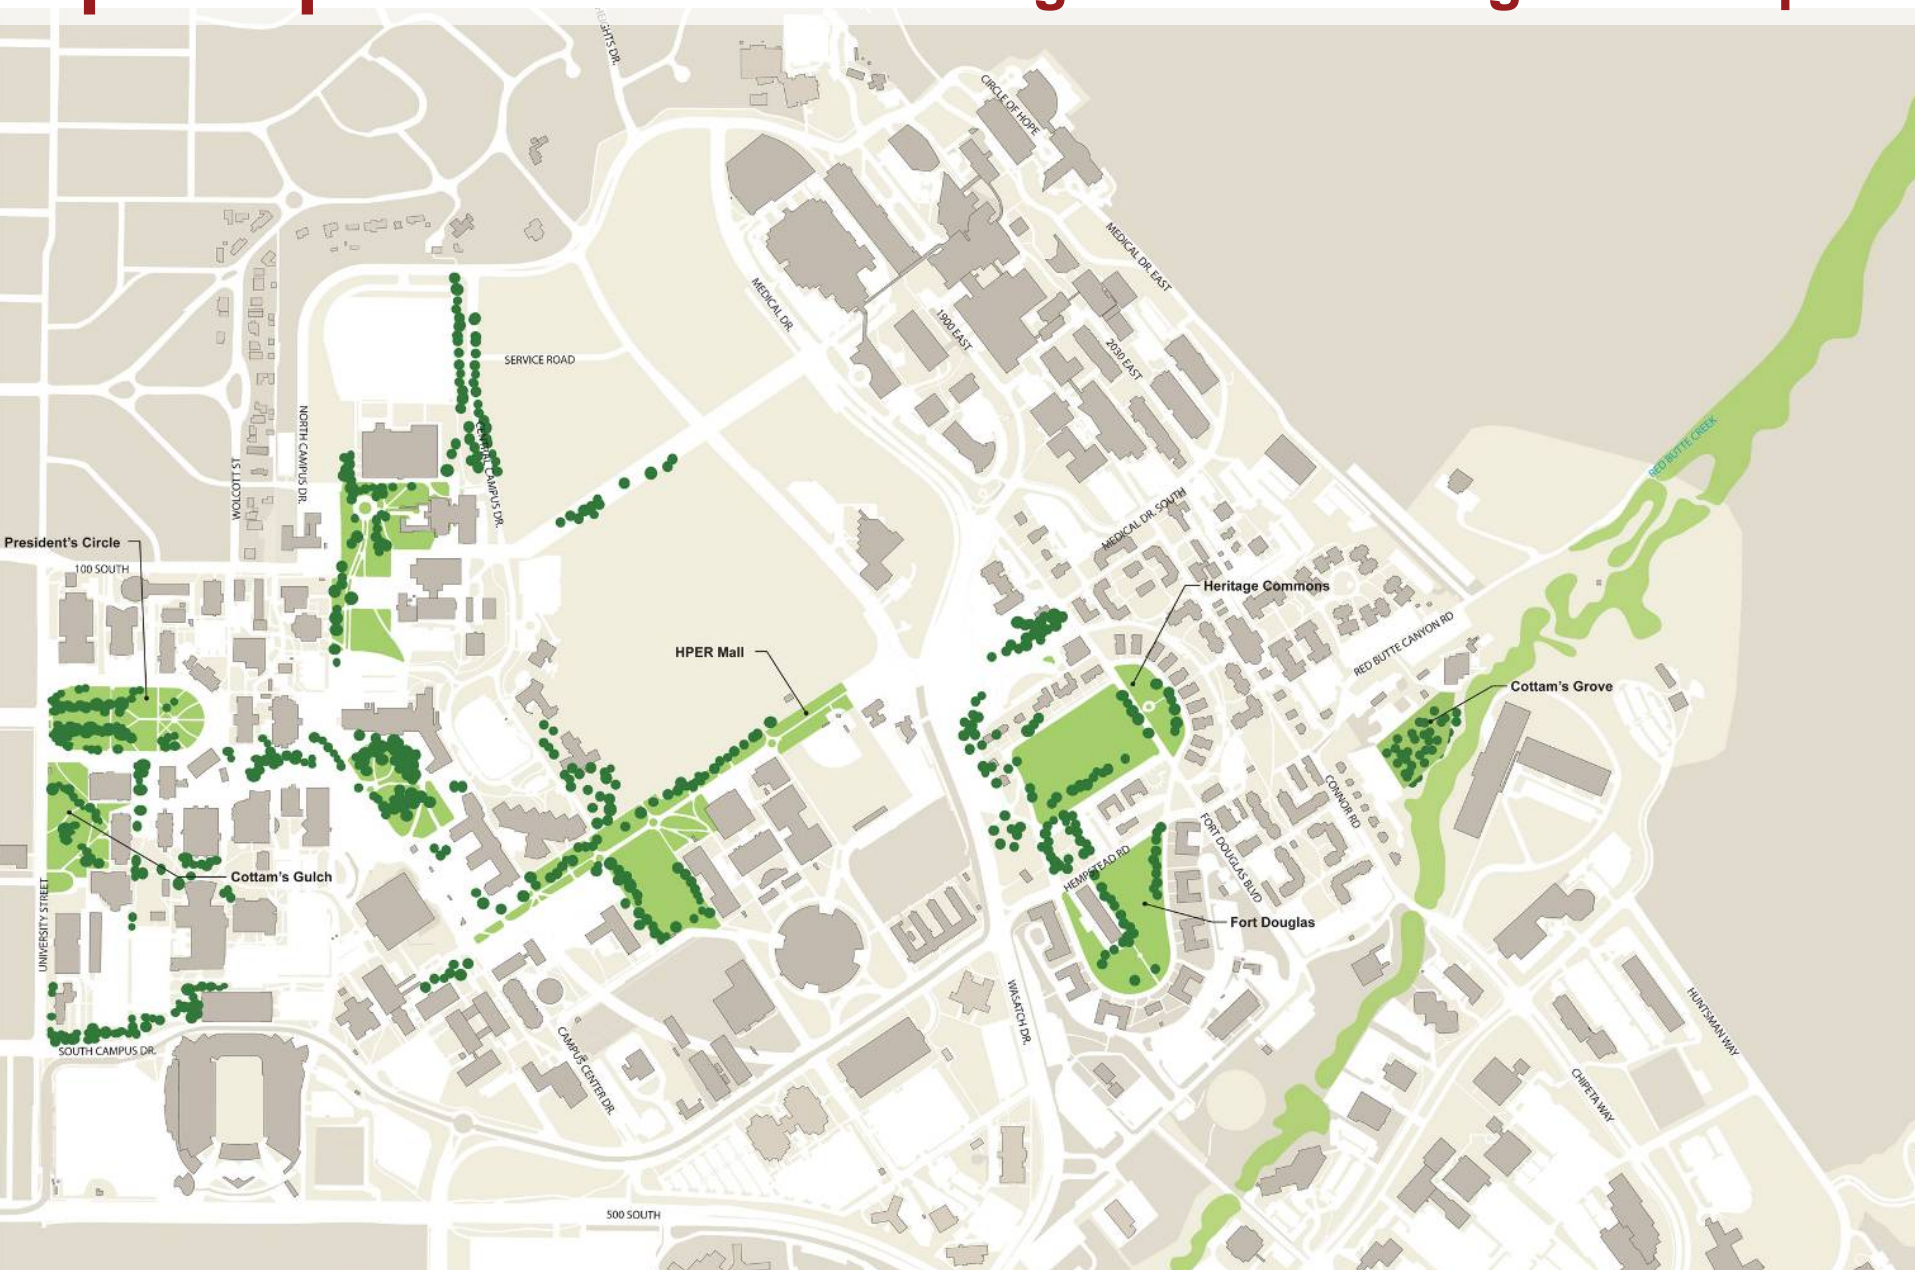 HEIGHTS DR.
CIRCLE OF HOPE
MEDICAL DR. EAST
MEDICAL DR.
1900 EAST
2030 EAST
SERVICE ROAD
NORTH CAMPUS DR.
CENTRAL CAMPUS DR.
WOLCOTT ST
RED BUTTE CREEK
MEDICAL DR. SOUTH
President's Circle
100 SOUTH
Heritage Commons
RED BUTTE CANYON RD
HPER Mall
Cottam's Grove
CONNOR RD
FORT DOUGLAS BLVD
HEMPSTEAD RD
Cottam's Gulch
UNIVERSITY STREET
Fort Douglas
WASATCH DR.
HUNTSMAN WAY
SOUTH CAMPUS DR.
CAMPUS CENTER DR.
CHIPETA WAY
500 SOUTH